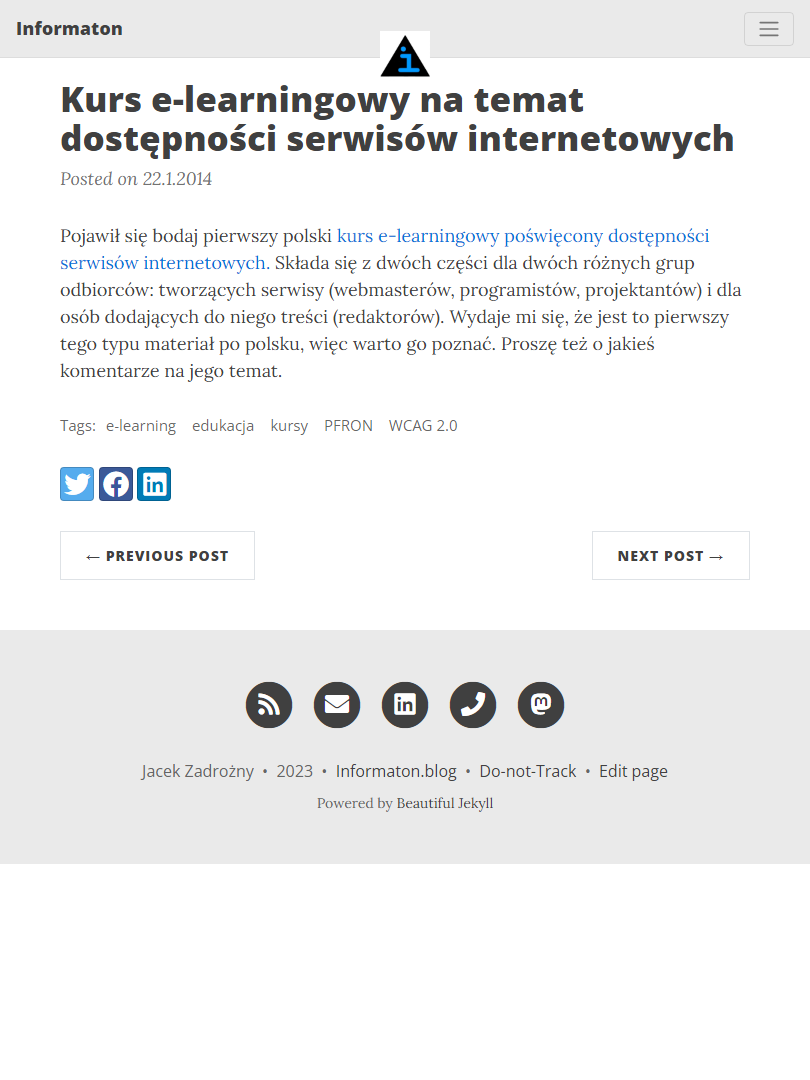 Informaton
Kurs e-learningowy na temat
dostępności serwisów internetowych
Posted on 22.1.2014
Pojawił się bodaj pierwszy polski kurs e-learningowy poświęcony dostępności
serwisów internetowych. Składa się z dwóch części dla dwóch różnych grup
odbiorców: tworzących serwisy (webmasterów, programistów, projektantów) i dla
osób dodających do niego treści (redaktorów). Wydaje mi się, że jest to pierwszy
tego typu materiał po polsku, więc warto go poznać. Proszę też o jakieś
komentarze na jego temat.
Tags: e-learning edukacja kursy PFRON WCAG 2.0
← PREVIOUS POST NEXT POST →
Jacek Zadrożny • 2023 • Informaton.blog • Do-not-Track • Edit page
Powered by Beautiful Jekyll